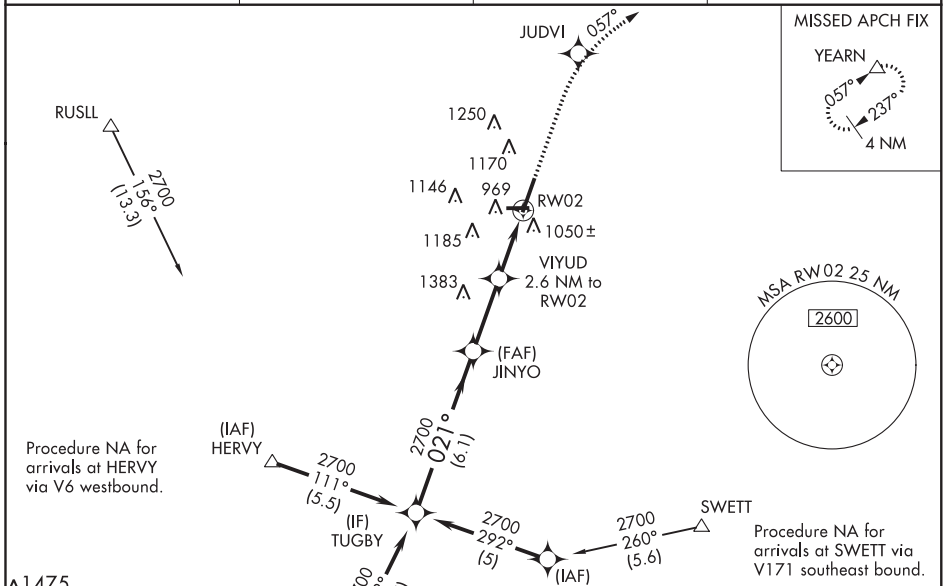 MISSED APCH FIX
YEARN
057°
237°
4 NM
JUDVI
057°
RUSLL
2700
156°
(13.3)
1250
1170
1146
969
RW02
1185
1050±
VIYUD
2.6 NM to
RW02
1383
MSA RW02 25 NM
2600
(FAF)
JINYO
2700
021°
(6.1)
(IAF)
HERVY
Procedure NA for
arrivals at HERVY
via V6 westbound.
2700
111°
(5.5)
(IF)
TUGBY
2700
292°
(5)
SWETT
2700
260°
(5.6)
(IAF)
Procedure NA for
arrivals at SWETT via
V171 southeast bound.
1475